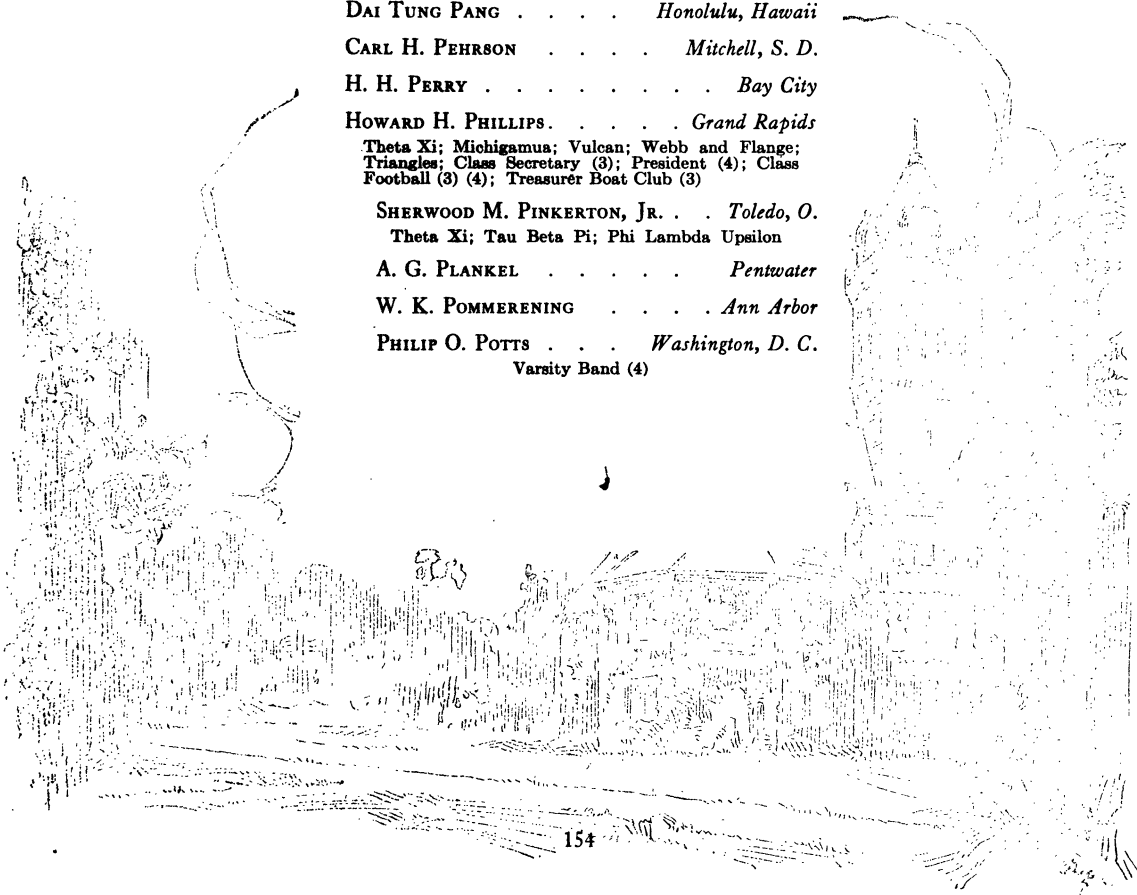 DAI TUNG PANG . . . . Honolulu, Hawaii
CARL H. PEHRSON . . . . Mitchell, S. D.
H. H. PERRY . . . . . . . . Bay City
HOWARD H. PHILLIPS. . . . . Grand Rapids
Theta Xi; Michigamua; Vulcan; Webb and Flange;
Triangles; Class Secretary (3); President (4); Class
Football (3) (4); Treasurer Boat Club (3)
SHERWOOD M. PINKERTON, JR. . . Toledo, O.
Theta Xi; Tau Beta Pi; Phi Lambda Upsilon
A. G. PLANKEL . . . . . Pentwater
W. K. POMMERENING . . . . Ann Arbor
PHILIP O. POTTS . . . Washington, D. C.
Varsity Band (4)
154